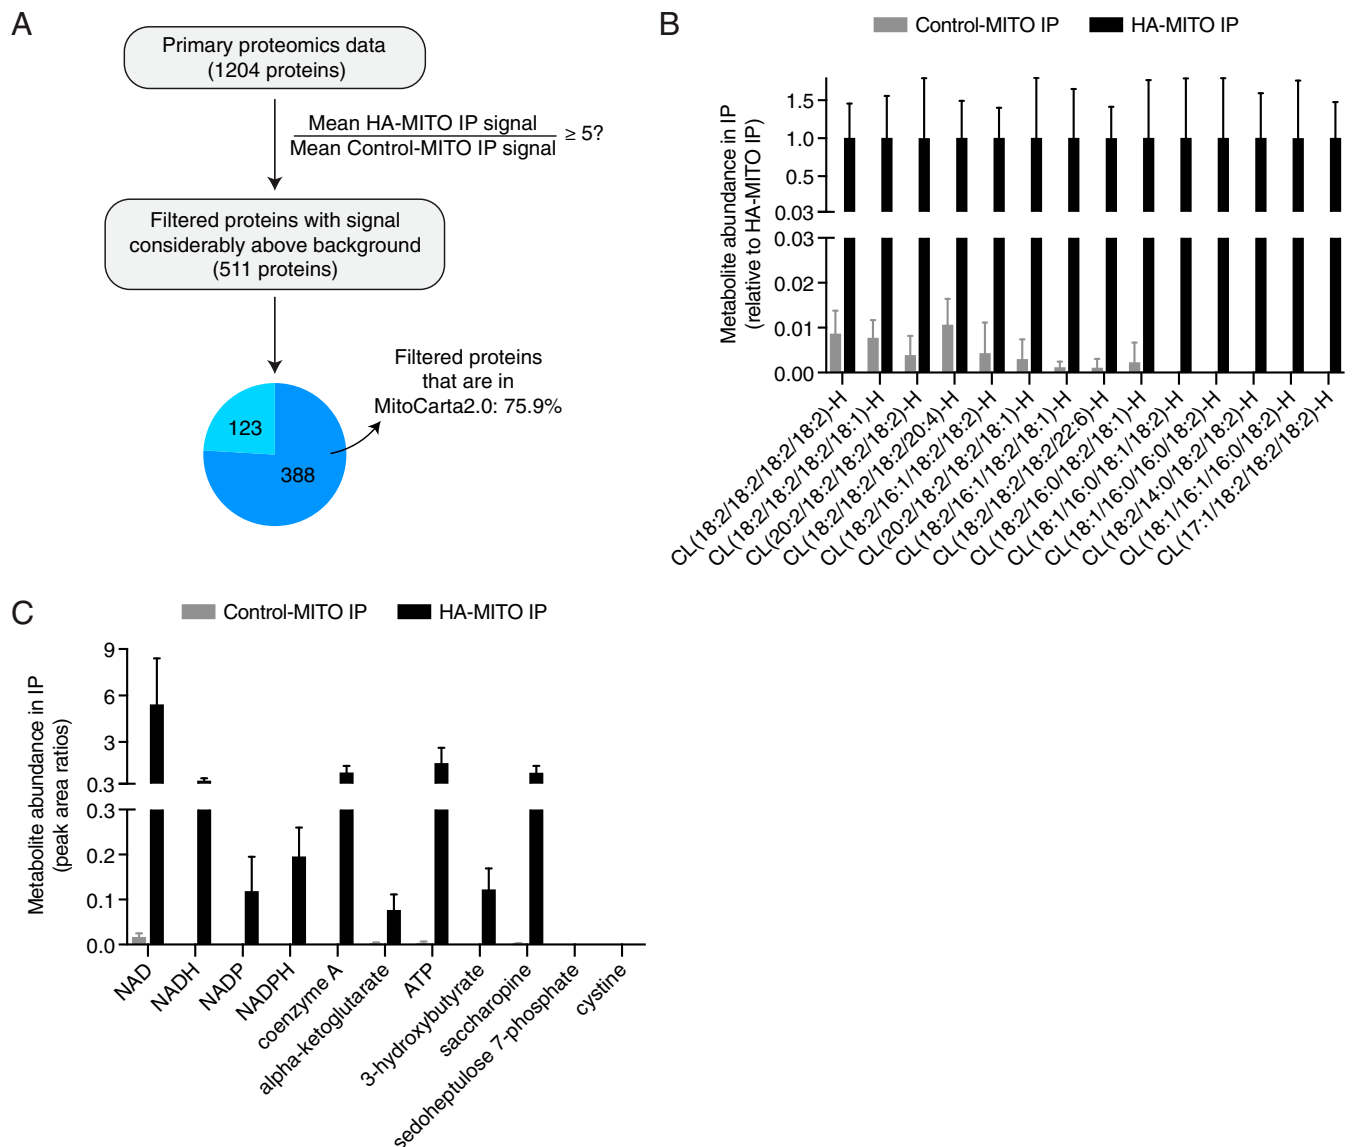 A
Primary proteomics data
(1204 proteins)
Mean HA-MITO IP signal
Mean Control-MITO IP signal
≥ 5?
Filtered proteins with signal
considerably above background
(511 proteins)
Filtered proteins
that are in
MitoCarta2.0: 75.9%
123
388
B
Control-MITO IP
HA-MITO IP
Metabolite abundance in IP
(relative to HA-MITO IP)
1.5
1.0
0.5
0.03
0.03
0.02
0.01
0.00
CL(18:2/18:2/18:2/18:2)-H
CL(18:2/18:2/18:2/18:1)-H
CL(20:2/18:2/18:2/18:2)-H
CL(18:2/18:2/18:2/20:4)-H
CL(18:2/16:1/18:2/18:2)-H
CL(20:2/18:2/18:2/18:1)-H
CL(18:2/16:1/18:2/18:1)-H
CL(18:2/18:2/18:2/22:6)-H
CL(18:2/16:0/18:2/18:1)-H
CL(18:1/16:0/18:1/18:2)-H
CL(18:1/16:0/16:0/18:2)-H
CL(18:2/14:0/18:2/18:2)-H
CL(18:1/16:1/16:0/18:2)-H
CL(17:1/18:2/18:2/18:2)-H
C
Control-MITO IP
HA-MITO IP
Metabolite abundance in IP
(peak area ratios)
9
6
3
0.3
0.3
0.2
0.1
0.0
NAD
NADH
NADP
NADPH
coenzyme A
alpha-ketoglutarate
ATP
3-hydroxybutyrate
saccharopine
sedoheptulose 7-phosphate
cystine